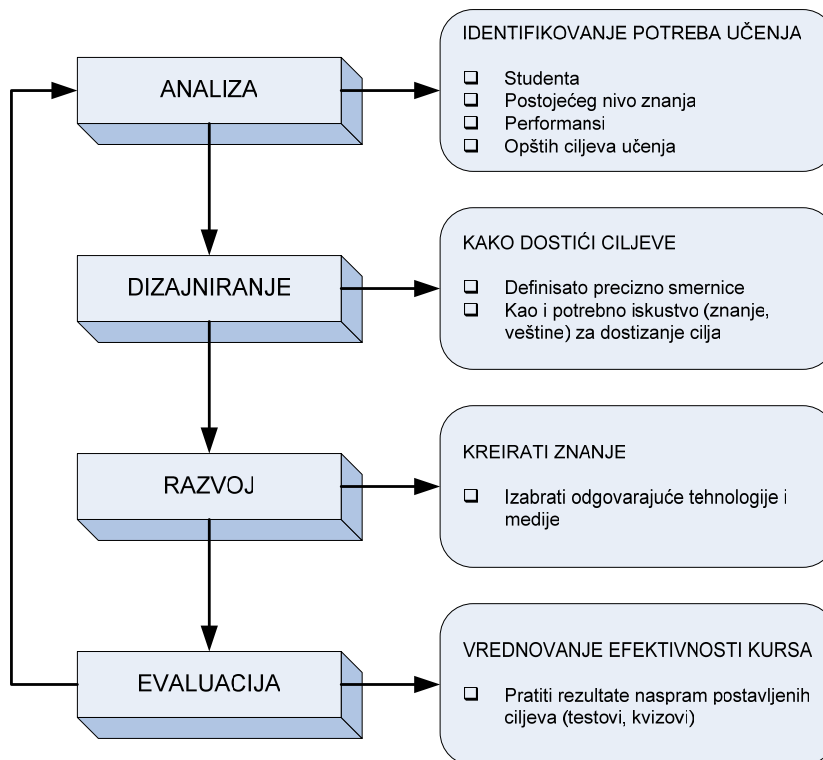 ANALIZA
IDENTIFIKOVANJE POTREBA UČENJA
❑ Studenta
❑ Postojećeg nivo znanja
❑ Performansi
❑ Opštih ciljeva učenja
DIZAJNIRANJE
KAKO DOSTIĆI CILJEVE
❑ Definisato precizno smernice
❑ Kao i potrebno iskustvo (znanje,
veštine) za dostizanje cilja
RAZVOJ
KREIRATI ZNANJE
❑ Izabrati odgovarajuće tehnologije i
medije
EVALUACIJA
VREDNOVANJE EFEKTIVNOSTI KURSA
❑ Pratiti rezultate naspram postavljenih
ciljeva (testovi, kvizovi)